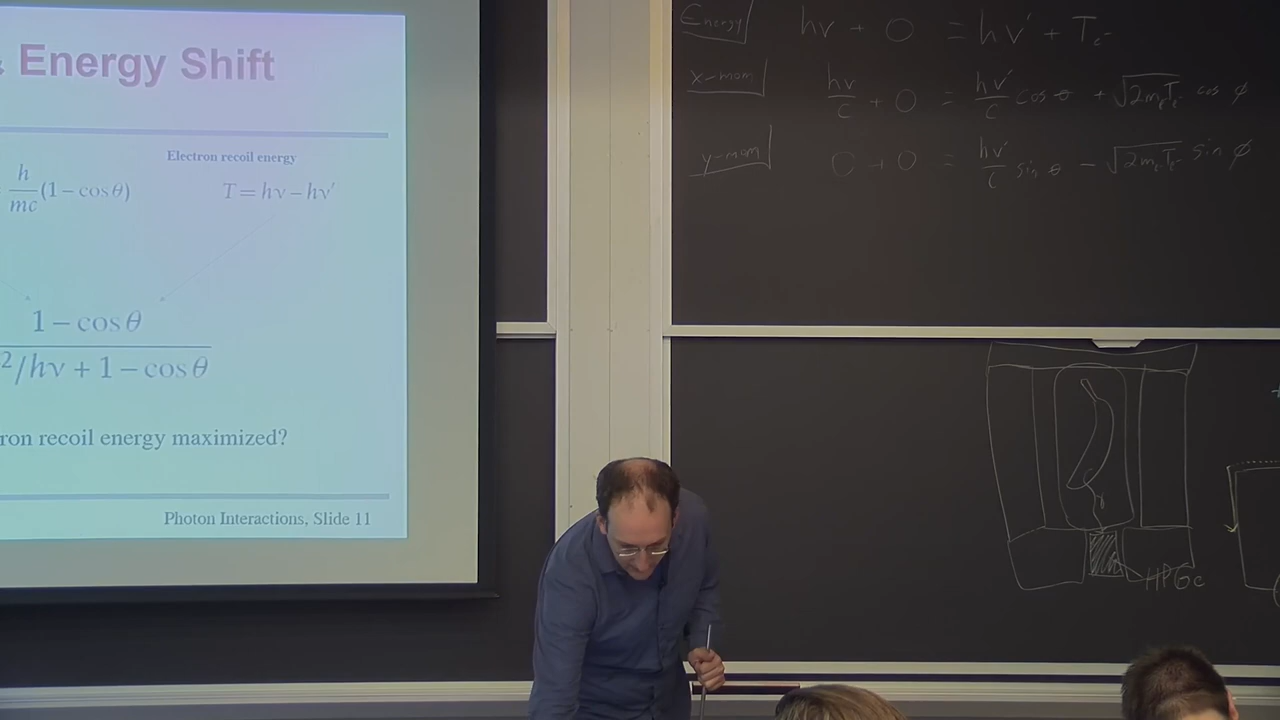 Energy Shift
Electron recoil energy
h/mc (1 − cos θ)
T = hν − hν′
1 − cos θ
²/hν + 1 − cos θ
ron recoil energy maximized?
Photon Interactions, Slide 11
Energy hν + 0 = hν′ + Te-
x-mom hν/c + 0 = hν′/c cos θ + √2meTe- cos φ
y-mom 0 + 0 = hν′/c sin θ − √2meTe- sin φ
γ
HPGe